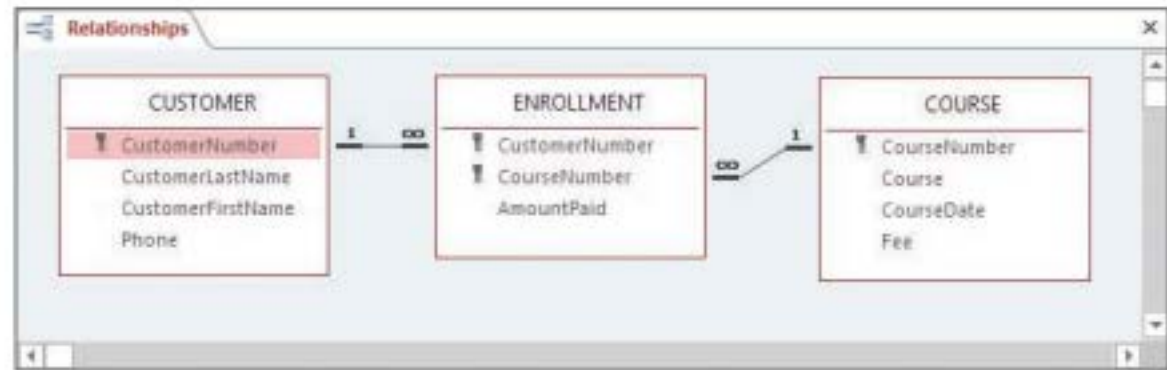 Relationships
CUSTOMER
CustomerNumber
CustomerLastName
CustomerFirstName
Phone
1 ∞
ENROLLMENT
CustomerNumber
CourseNumber
AmountPaid
∞ 1
COURSE
CourseNumber
Course
CourseDate
Fee